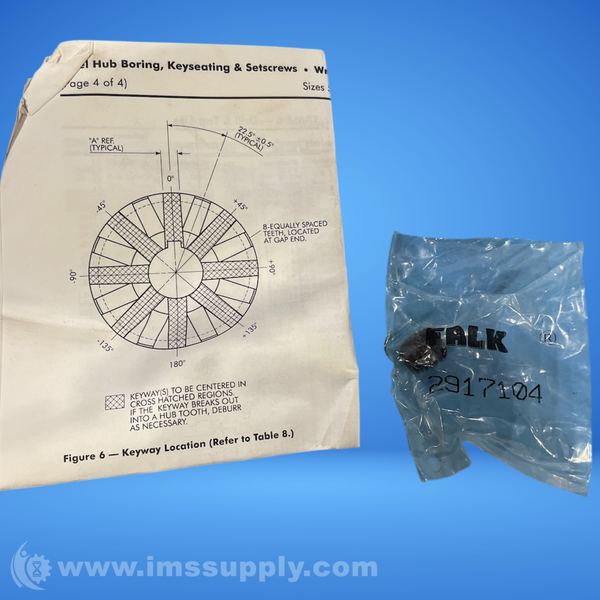 el Hub Boring, Keyseating & Setscrews •
(Page 4 of 4)
Sizes
"A" REF.
(TYPICAL)
22.5° ±0.5°
(TYPICAL)
0°
-45°
+45°
8-EQUALLY SPACED
TEETH, LOCATED
AT GAP END.
-90°
+90°
-135°
+135°
180°
KEYWAY(S) TO BE CENTERED IN
CROSS HATCHED REGIONS.
IF THE KEYWAY BREAKS OUT
INTO A HUB TOOTH, DEBURR
AS NECESSARY.
Figure 6 — Keyway Location (Refer to Table 8.)
FALK (R)
2917104
www.imssupply.com